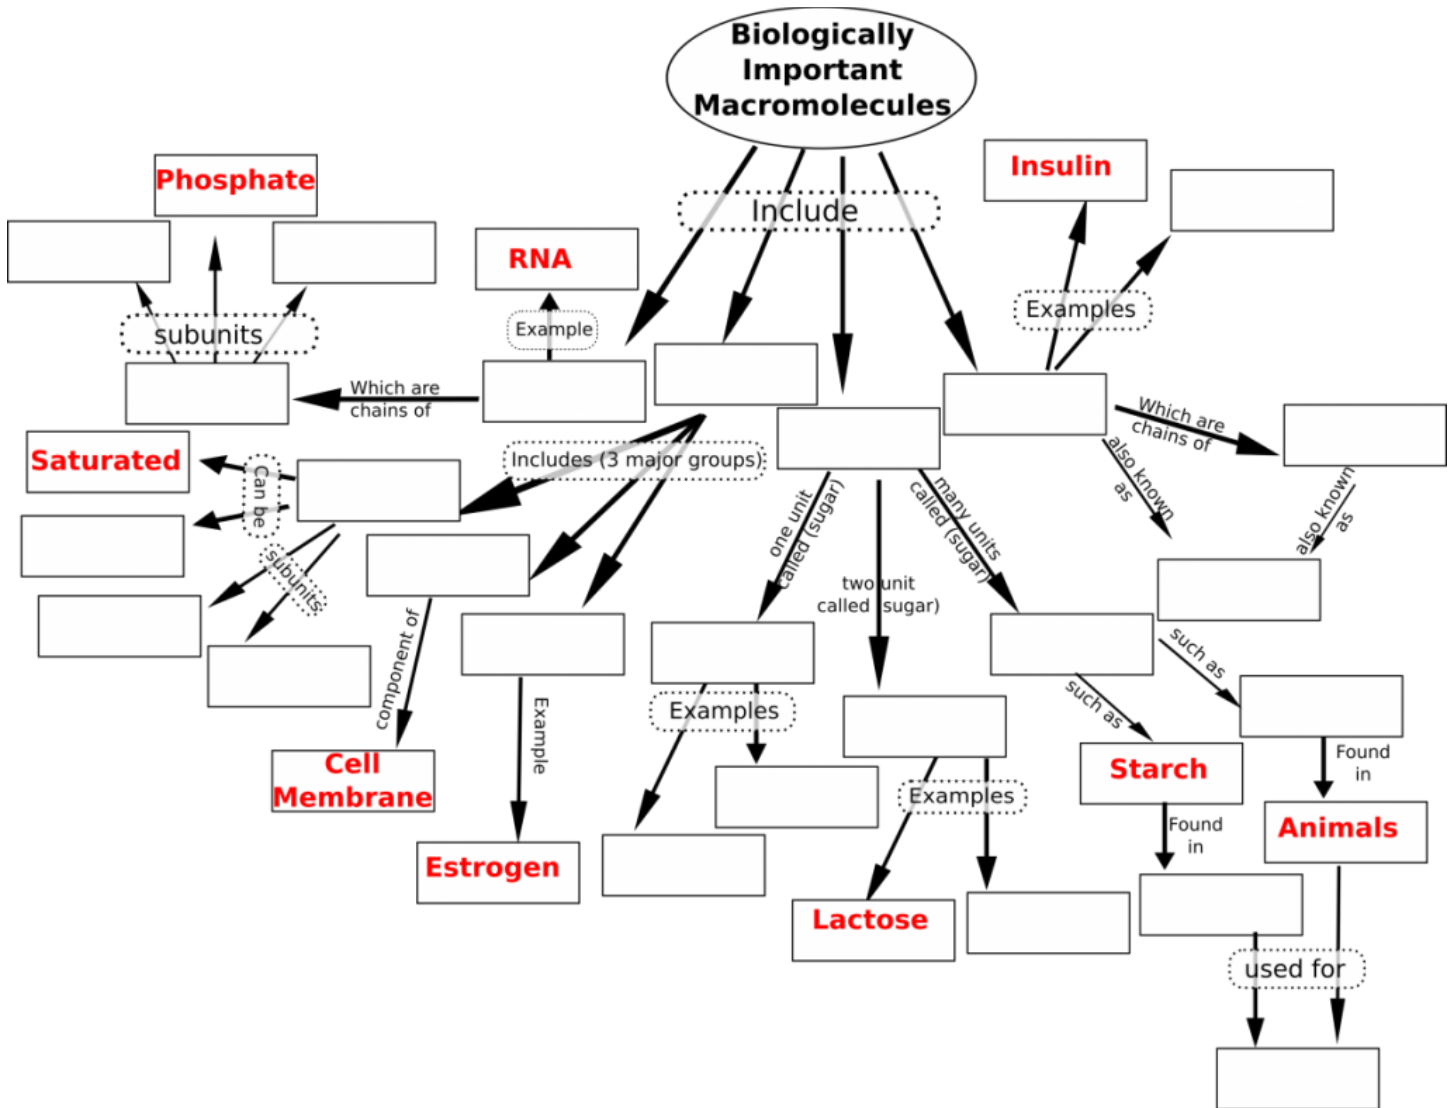 Biologically
Important
Macromolecules
Include
Phosphate
Insulin
RNA
Example
Examples
subunits
Which are
chains of
Which are
chains of
Saturated
Can be
Includes (3 major groups)
also known
as
also known
as
subunits
one unit
called (sugar)
two unit
called (sugar)
many units
called (sugar)
component of
Example
Examples
such as
such as
Cell
Membrane
Examples
Starch
Found
in
Animals
Found
in
Estrogen
Lactose
used for